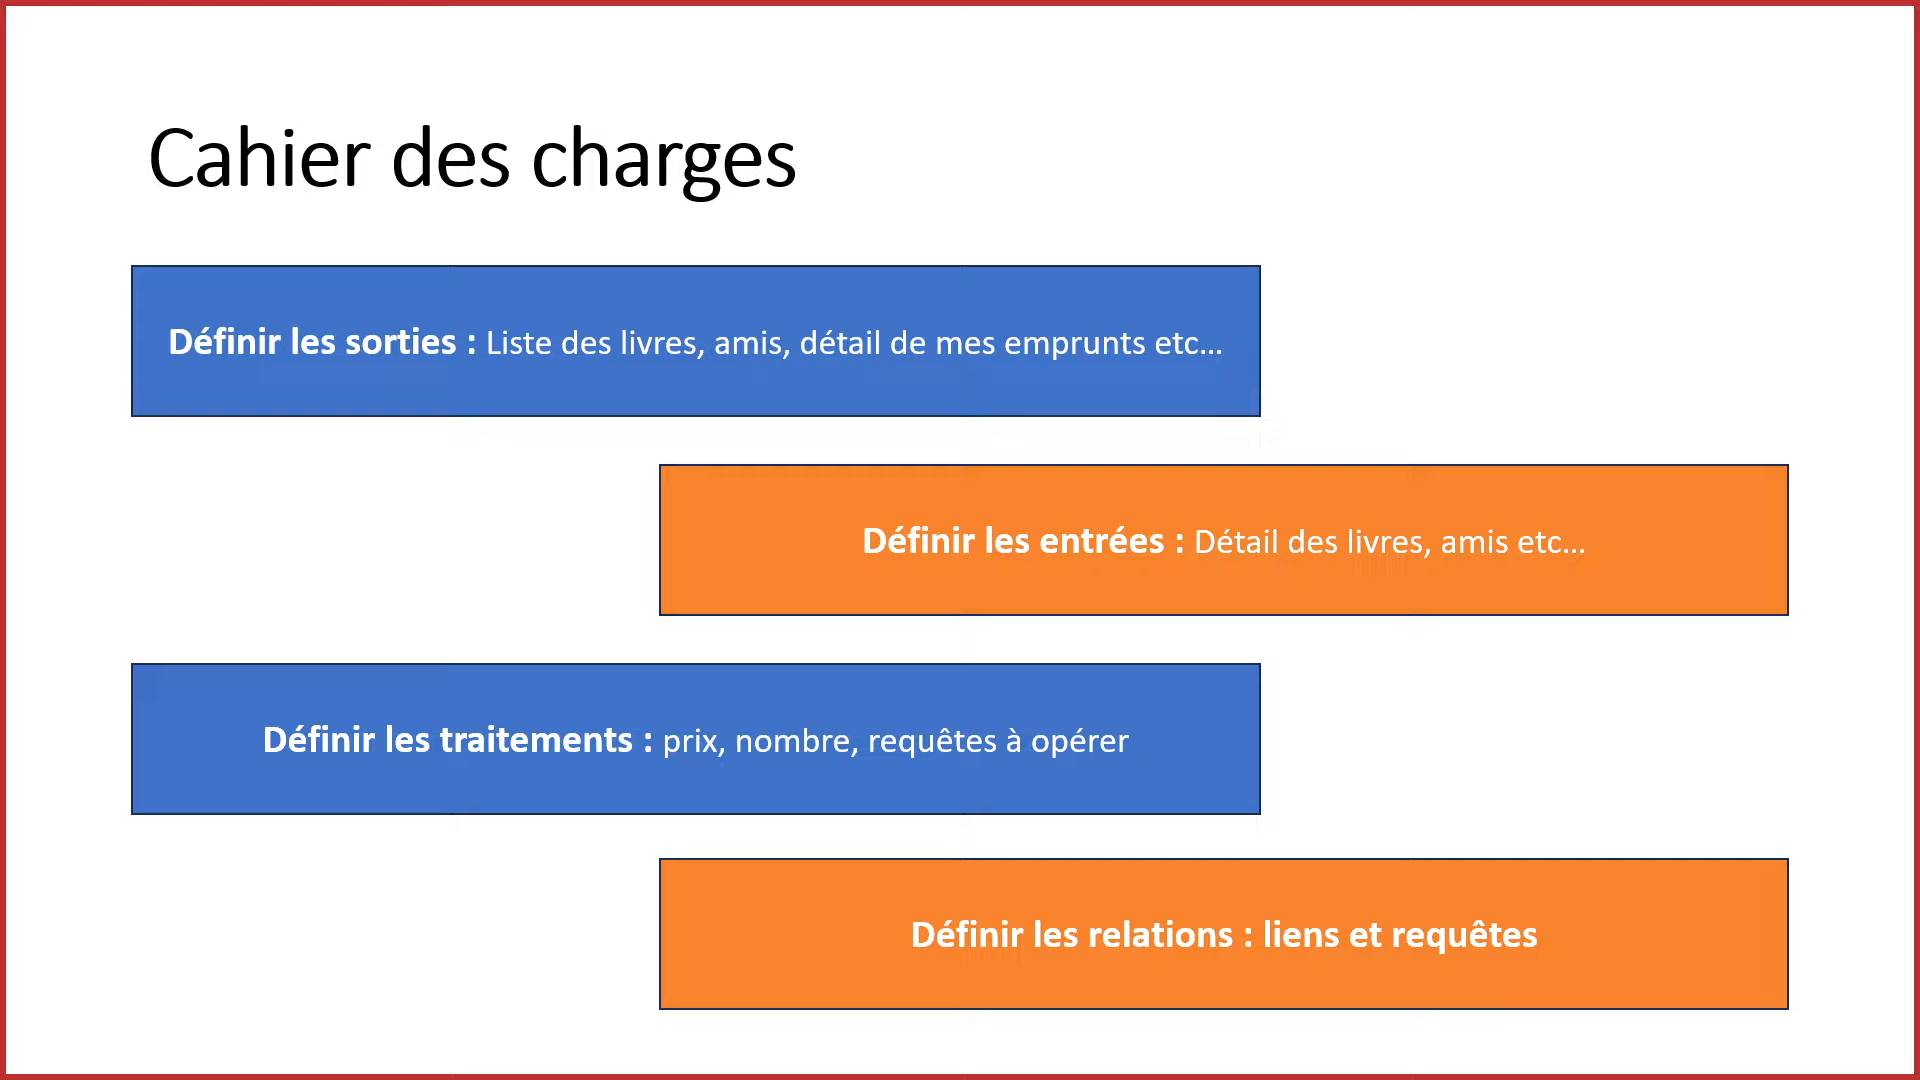 Cahier des charges
Définir les sorties : Liste des livres, amis, détail de mes emprunts etc...
Définir les entrées : Détail des livres, amis etc...
Définir les traitements : prix, nombre, requêtes à opérer
Définir les relations : liens et requêtes